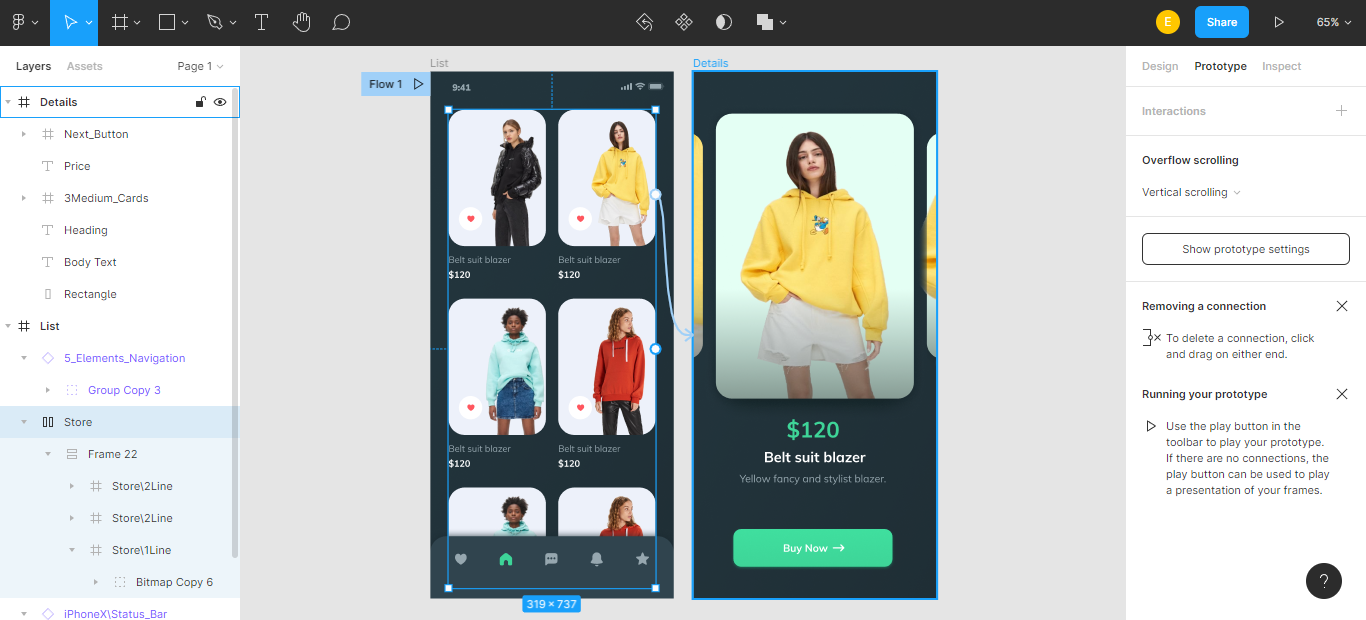 E
Share
65%
Layers
Assets
Page 1
Details
Next_Button
Price
3Medium_Cards
Heading
Body Text
Rectangle
List
5_Elements_Navigation
Group Copy 3
Store
Frame 22
Store\2Line
Store\2Line
Store\1Line
Bitmap Copy 6
iPhoneX\Status_Bar
List
Flow 1
9:41
Belt suit blazer
$120
Belt suit blazer
$120
Belt suit blazer
$120
Belt suit blazer
$120
319 × 737
Details
$120
Belt suit blazer
Yellow fancy and stylist blazer.
Buy Now →
Design
Prototype
Inspect
Interactions
Overflow scrolling
Vertical scrolling
Show prototype settings
Removing a connection
To delete a connection, click
and drag on either end.
Running your prototype
Use the play button in the
toolbar to play your prototype.
If there are no connections, the
play button can be used to play
a presentation of your frames.
?